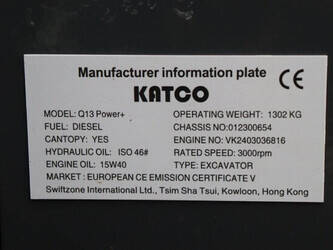 Manufacturer information plate
CE
KATCO
MODEL: Q13 Power+ OPERATING WEIGHT: 1302 KG
FUEL: DIESEL CHASSIS NO:012300654
CANTOPY: YES ENGINE NO: VK2403036816
HYDRAULIC OIL: ISO 46# RATED SPEED: 3000rpm
ENGINE OIL: 15W40 TYPE: EXCAVATOR
MARKET : EUROPEAN CE EMISSION CERTIFICATE V
Swiftzone International Ltd., Tsim Sha Tsui, Kowloon, Hong Kong